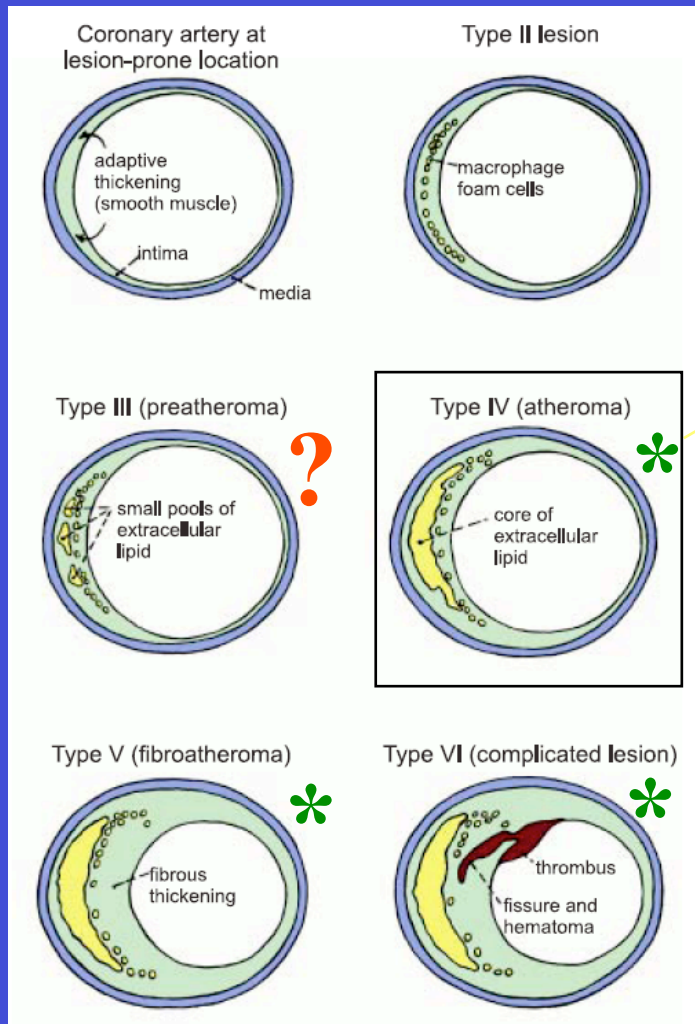 Coronary artery at
lesion-prone location
adaptive
thickening
(smooth muscle)
intima
media
Type II lesion
macrophage
foam cells
Type III (preatheroma)
?
small pools of
extracellular
lipid
Type IV (atheroma)
*
core of
extracellular
lipid
Type V (fibroatheroma)
*
fibrous
thickening
Type VI (complicated lesion)
*
thrombus
fissure and
hematoma